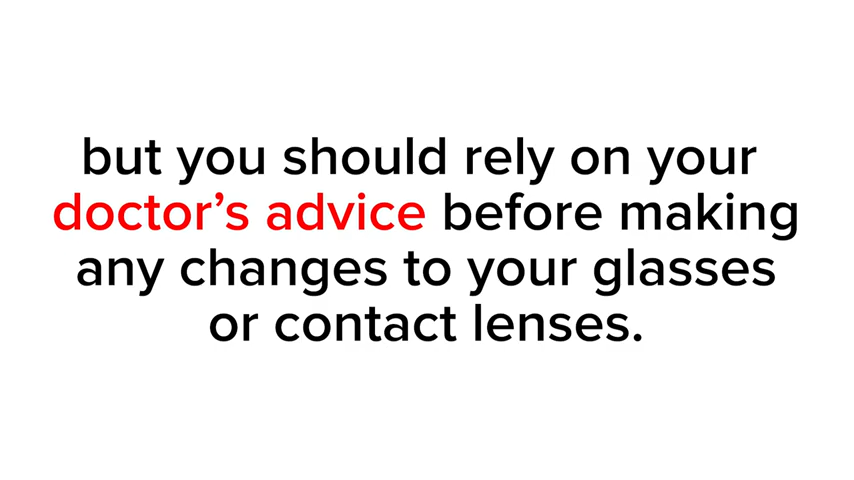 but you should rely on your
doctor’s advice before making
any changes to your glasses
or contact lenses.